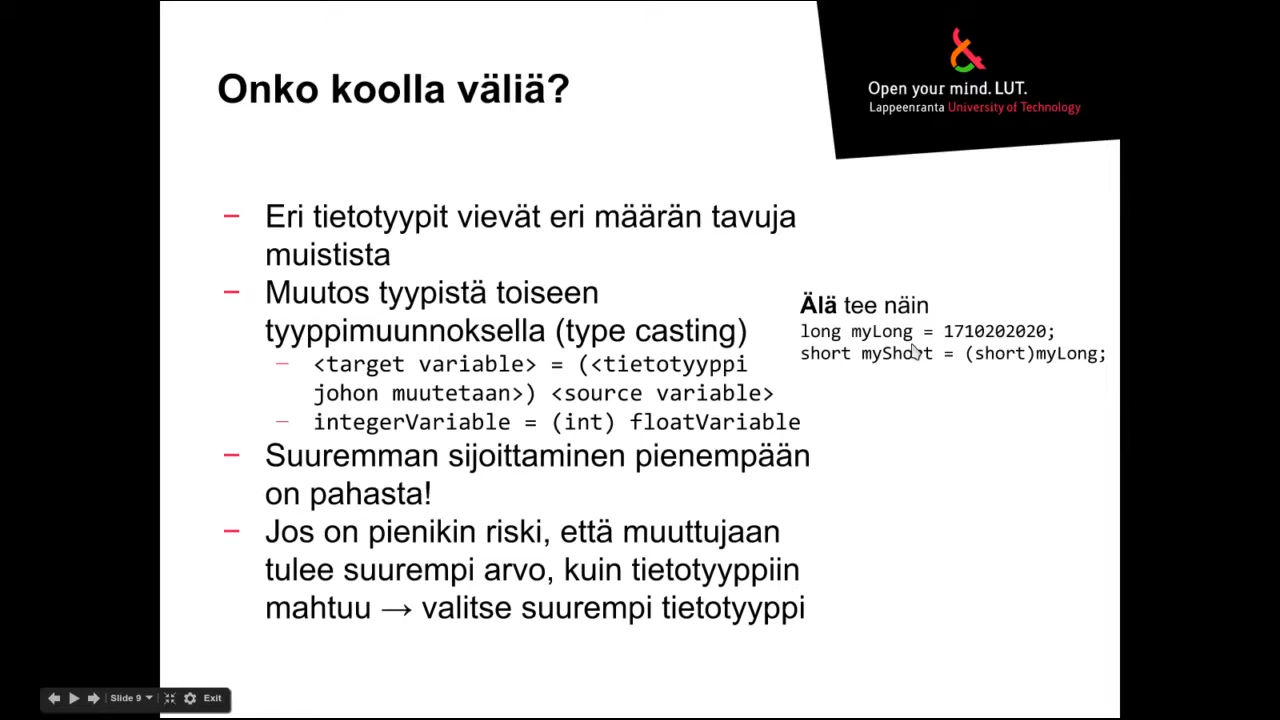 Onko koolla väliä?
Open your mind. LUT.
Lappeenranta University of Technology
– Eri tietotyypit vievät eri määrän tavuja
muistista
– Muutos tyypistä toiseen
tyyppimuunnoksella (type casting)
– <target variable> = (<tietotyyppi
johon muutetaan>) <source variable>
– integerVariable = (int) floatVariable
– Suuremman sijoittaminen pienempään
on pahasta!
– Jos on pienikin riski, että muuttujaan
tulee suurempi arvo, kuin tietotyyppiin
mahtuu → valitse suurempi tietotyyppi
Älä tee näin
long myLong = 1710202020;
short myShort = (short)myLong;
Slide 9
Exit